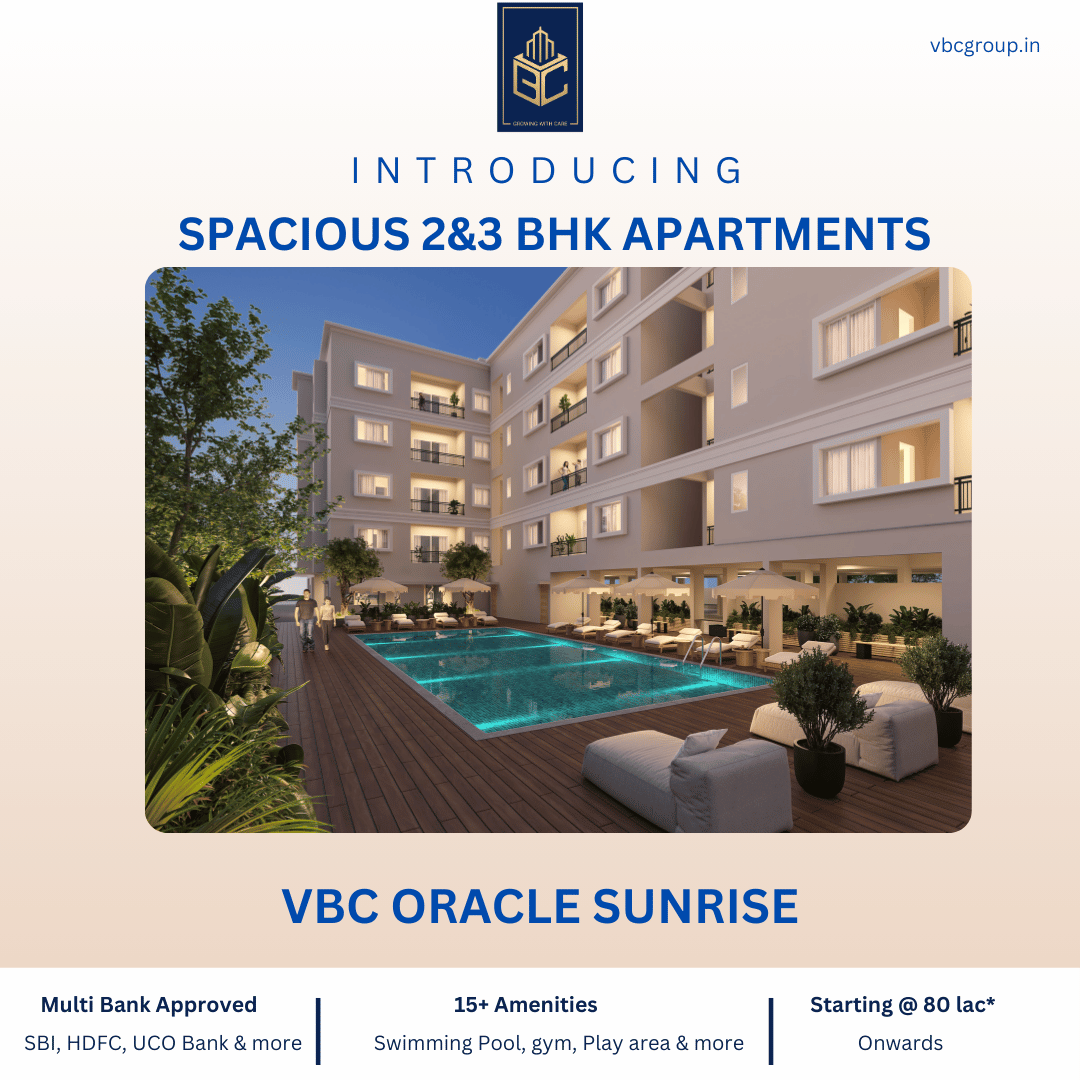 vbcgroup.in
GROWING WITH CARE
INTRODUCING
SPACIOUS 2&3 BHK APARTMENTS
VBC ORACLE SUNRISE
Multi Bank Approved
SBI, HDFC, UCO Bank & more
15+ Amenities
Swimming Pool, gym, Play area & more
Starting @ 80 lac*
Onwards